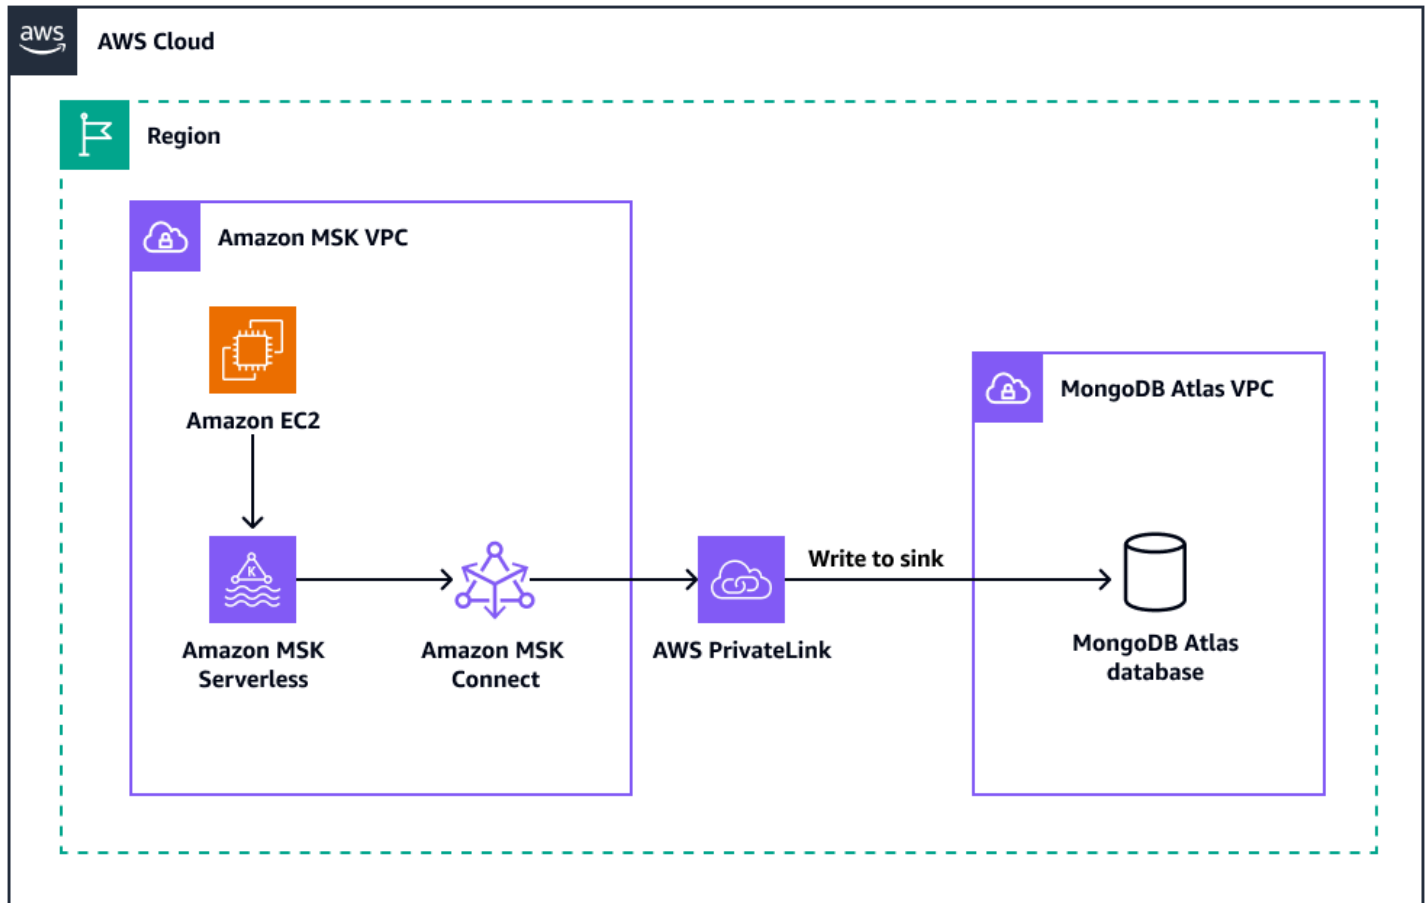 aws
AWS Cloud
Region
Amazon MSK VPC
Amazon EC2
MongoDB Atlas VPC
K
Write to sink
Amazon MSK
Serverless
Amazon MSK
Connect
AWS PrivateLink
MongoDB Atlas
database